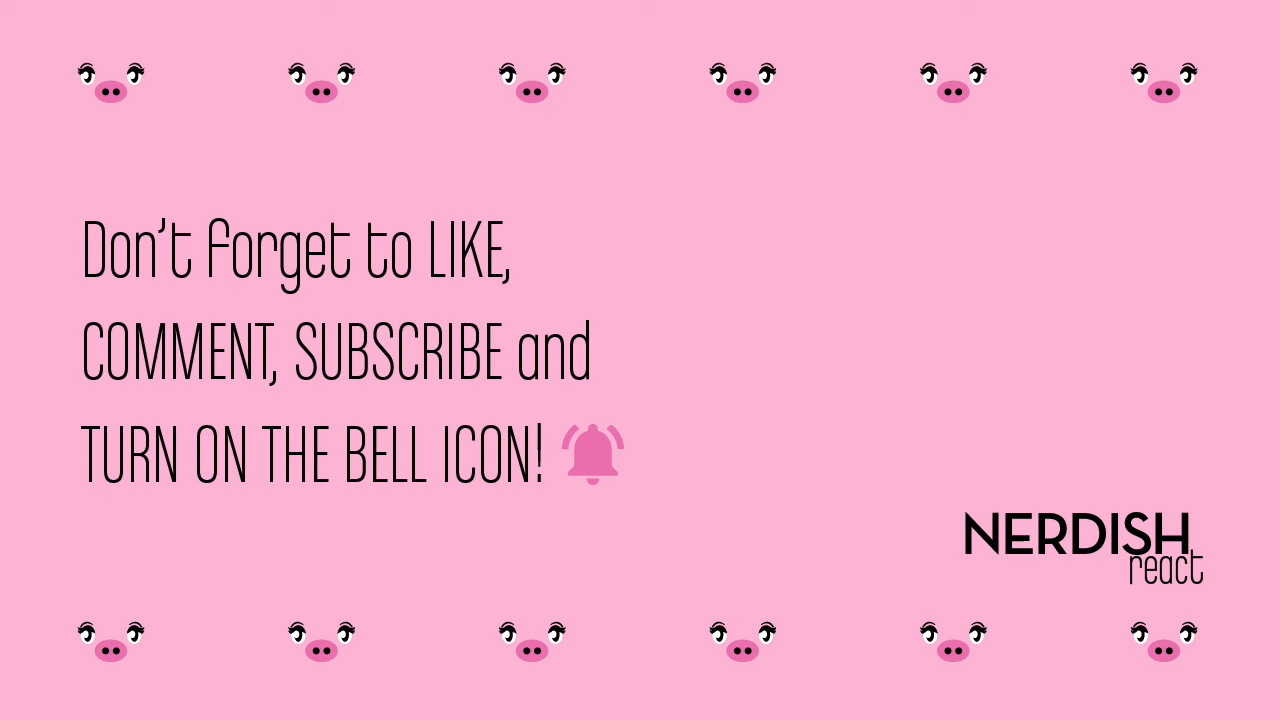 Don't forget to LIKE,
COMMENT, SUBSCRIBE and
TURN ON THE BELL ICON!
NERDISH
react